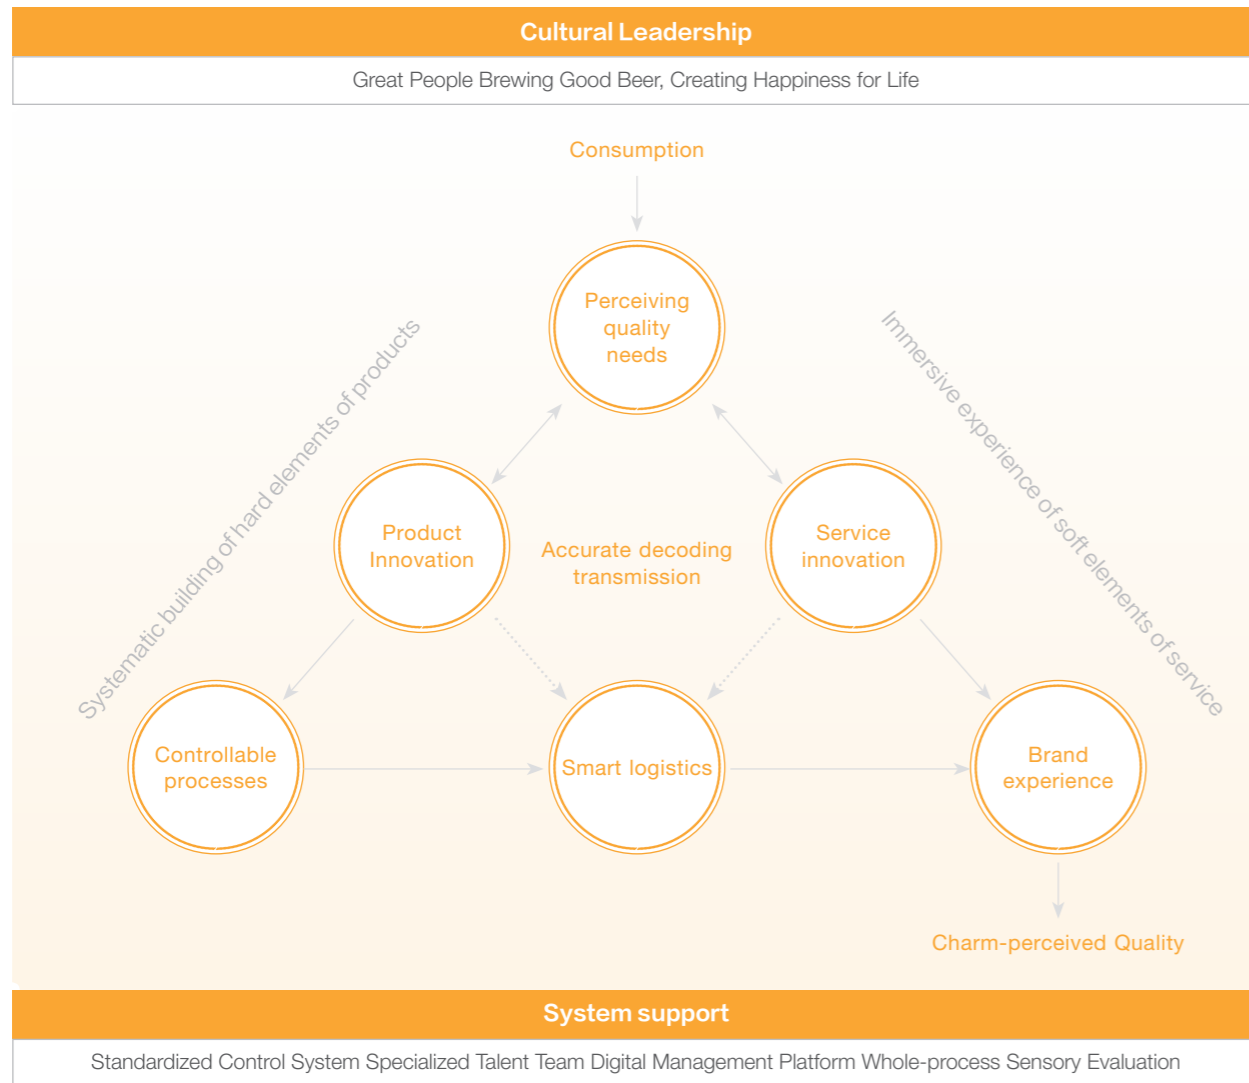 Cultural Leadership
Great People Brewing Good Beer, Creating Happiness for Life
Consumption
Perceiving
quality
needs
Systematic building of hard elements of products
Immersive experience of soft elements of service
Product
Innovation
Accurate decoding
transmission
Service
innovation
Controllable
processes
Smart logistics
Brand
experience
Charm-perceived Quality
System support
Standardized Control System Specialized Talent Team Digital Management Platform Whole-process Sensory Evaluation